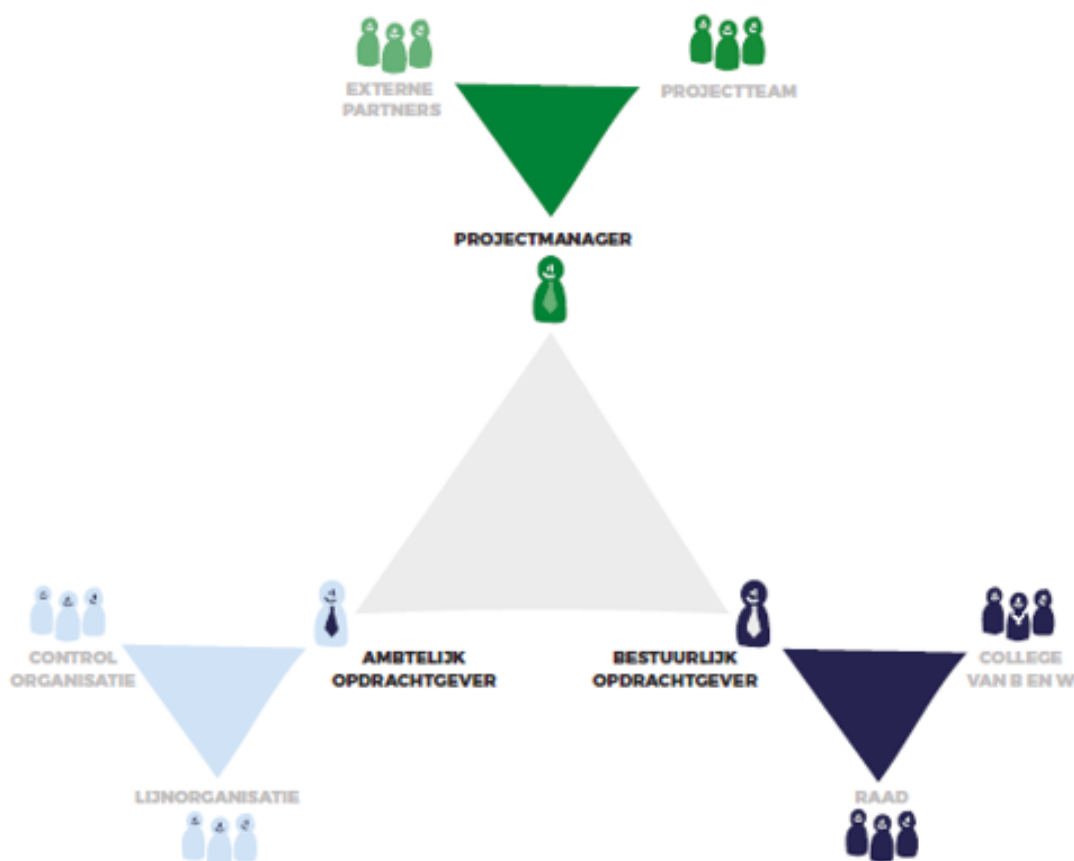 EXTERNE
PARTNERS
PROJECTTEAM
PROJECTMANAGER
CONTROL
ORGANISATIE
AMBTELIJK
OPDRACHTGEVER
BESTUURLIJK
OPDRACHTGEVER
COLLEGE
VAN B EN W
LIJNORGANISATIE
RAAD